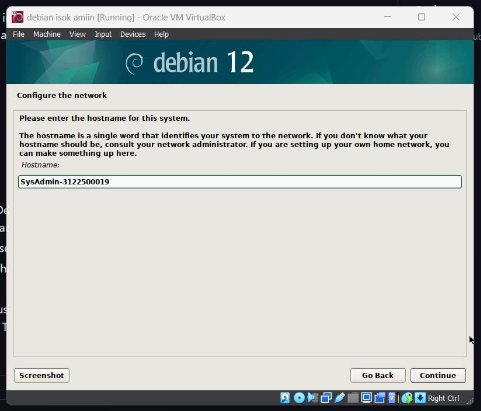 debian isok amiin [Running] - Oracle VM VirtualBox
File Machine View Input Devices Help
debian 12
Configure the network
Please enter the hostname for this system.
The hostname is a single word that identifies your system to the network. If you don't know what your
hostname should be, consult your network administrator. If you are setting up your own home network, you
can make something up here.
Hostname:
SysAdmin-3122500019
Screenshot
Go Back
Continue
Right Ctrl